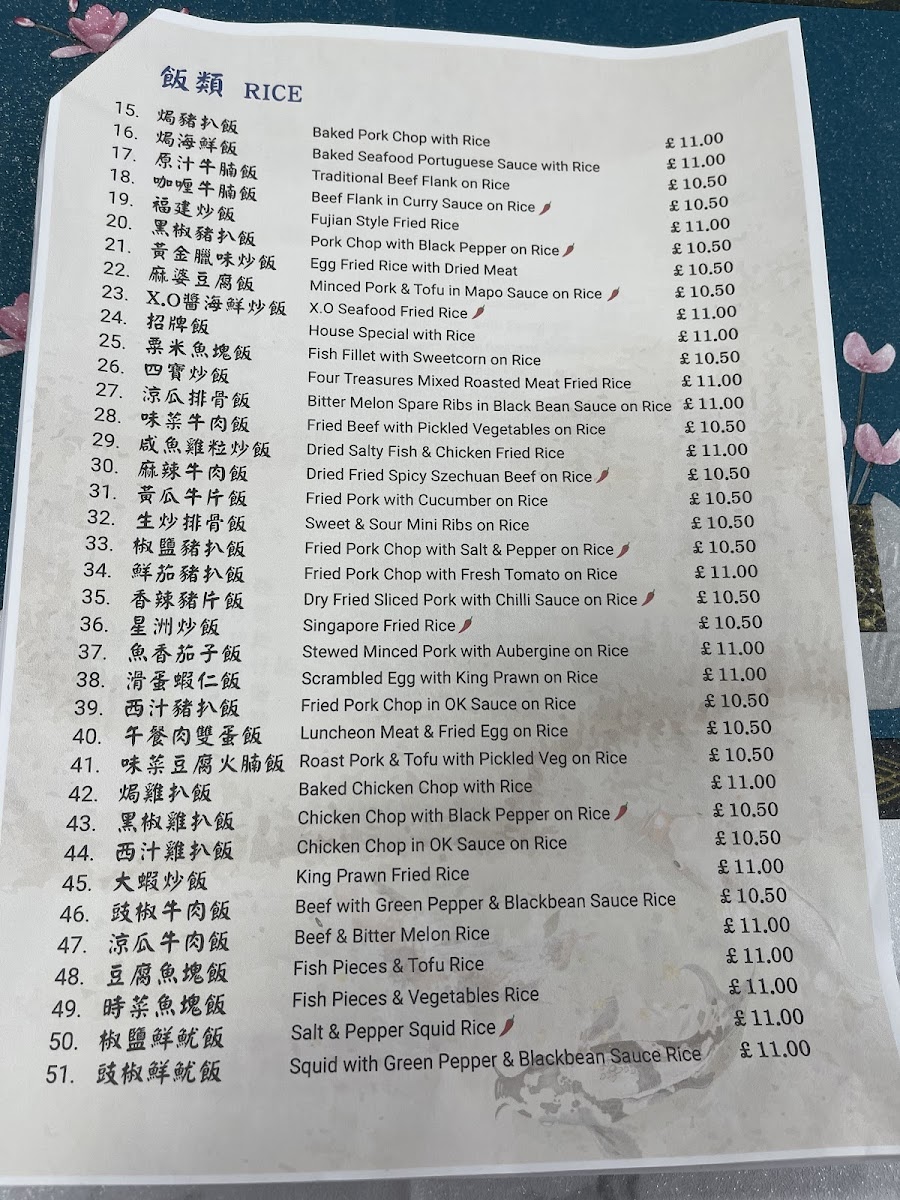 飯類 RICE
15. 焗豬扒飯 Baked Pork Chop with Rice £ 11.00
16. 焗海鮮飯 Baked Seafood Portuguese Sauce with Rice £ 11.00
17. 原汁牛腩飯 Traditional Beef Flank on Rice £ 10.50
18. 咖喱牛腩飯 Beef Flank in Curry Sauce on Rice £ 10.50
19. 福建炒飯 Fujian Style Fried Rice £ 11.00
20. 黑椒豬扒飯 Pork Chop with Black Pepper on Rice £ 10.50
21. 黃金臘味炒飯 Egg Fried Rice with Dried Meat £ 10.50
22. 麻婆豆腐飯 Minced Pork & Tofu in Mapo Sauce on Rice £ 10.50
23. X.O醬海鮮炒飯 X.O Seafood Fried Rice £ 11.00
24. 招牌飯 House Special with Rice £ 11.00
25. 粟米魚塊飯 Fish Fillet with Sweetcorn on Rice £ 10.50
26. 四寶炒飯 Four Treasures Mixed Roasted Meat Fried Rice £ 11.00
27. 涼瓜排骨飯 Bitter Melon Spare Ribs in Black Bean Sauce on Rice £ 11.00
28. 味菜牛肉飯 Fried Beef with Pickled Vegetables on Rice £ 10.50
29. 咸魚雞粒炒飯 Dried Salty Fish & Chicken Fried Rice £ 11.00
30. 麻辣牛肉飯 Dried Fried Spicy Szechuan Beef on Rice £ 10.50
31. 黃瓜牛片飯 Fried Pork with Cucumber on Rice £ 10.50
32. 生炒排骨飯 Sweet & Sour Mini Ribs on Rice £ 10.50
33. 椒鹽豬扒飯 Fried Pork Chop with Salt & Pepper on Rice £ 10.50
34. 鮮茄豬扒飯 Fried Pork Chop with Fresh Tomato on Rice £ 11.00
35. 香辣豬片飯 Dry Fried Sliced Pork with Chilli Sauce on Rice £ 10.50
36. 星洲炒飯 Singapore Fried Rice £ 10.50
37. 魚香茄子飯 Stewed Minced Pork with Aubergine on Rice £ 11.00
38. 滑蛋蝦仁飯 Scrambled Egg with King Prawn on Rice £ 11.00
39. 西汁豬扒飯 Fried Pork Chop in OK Sauce on Rice £ 10.50
40. 午餐肉雙蛋飯 Luncheon Meat & Fried Egg on Rice £ 10.50
41. 味菜豆腐火腩飯 Roast Pork & Tofu with Pickled Veg on Rice £ 10.50
42. 焗雞扒飯 Baked Chicken Chop with Rice £ 11.00
43. 黑椒雞扒飯 Chicken Chop with Black Pepper on Rice £ 10.50
44. 西汁雞扒飯 Chicken Chop in OK Sauce on Rice £ 10.50
45. 大蝦炒飯 King Prawn Fried Rice £ 11.00
46. 豉椒牛肉飯 Beef with Green Pepper & Blackbean Sauce Rice £ 10.50
47. 涼瓜牛肉飯 Beef & Bitter Melon Rice £ 11.00
48. 豆腐魚塊飯 Fish Pieces & Tofu Rice £ 11.00
49. 時菜魚塊飯 Fish Pieces & Vegetables Rice £ 11.00
50. 椒鹽鮮魷飯 Salt & Pepper Squid Rice £ 11.00
51. 豉椒鮮魷飯 Squid with Green Pepper & Blackbean Sauce Rice £ 11.00